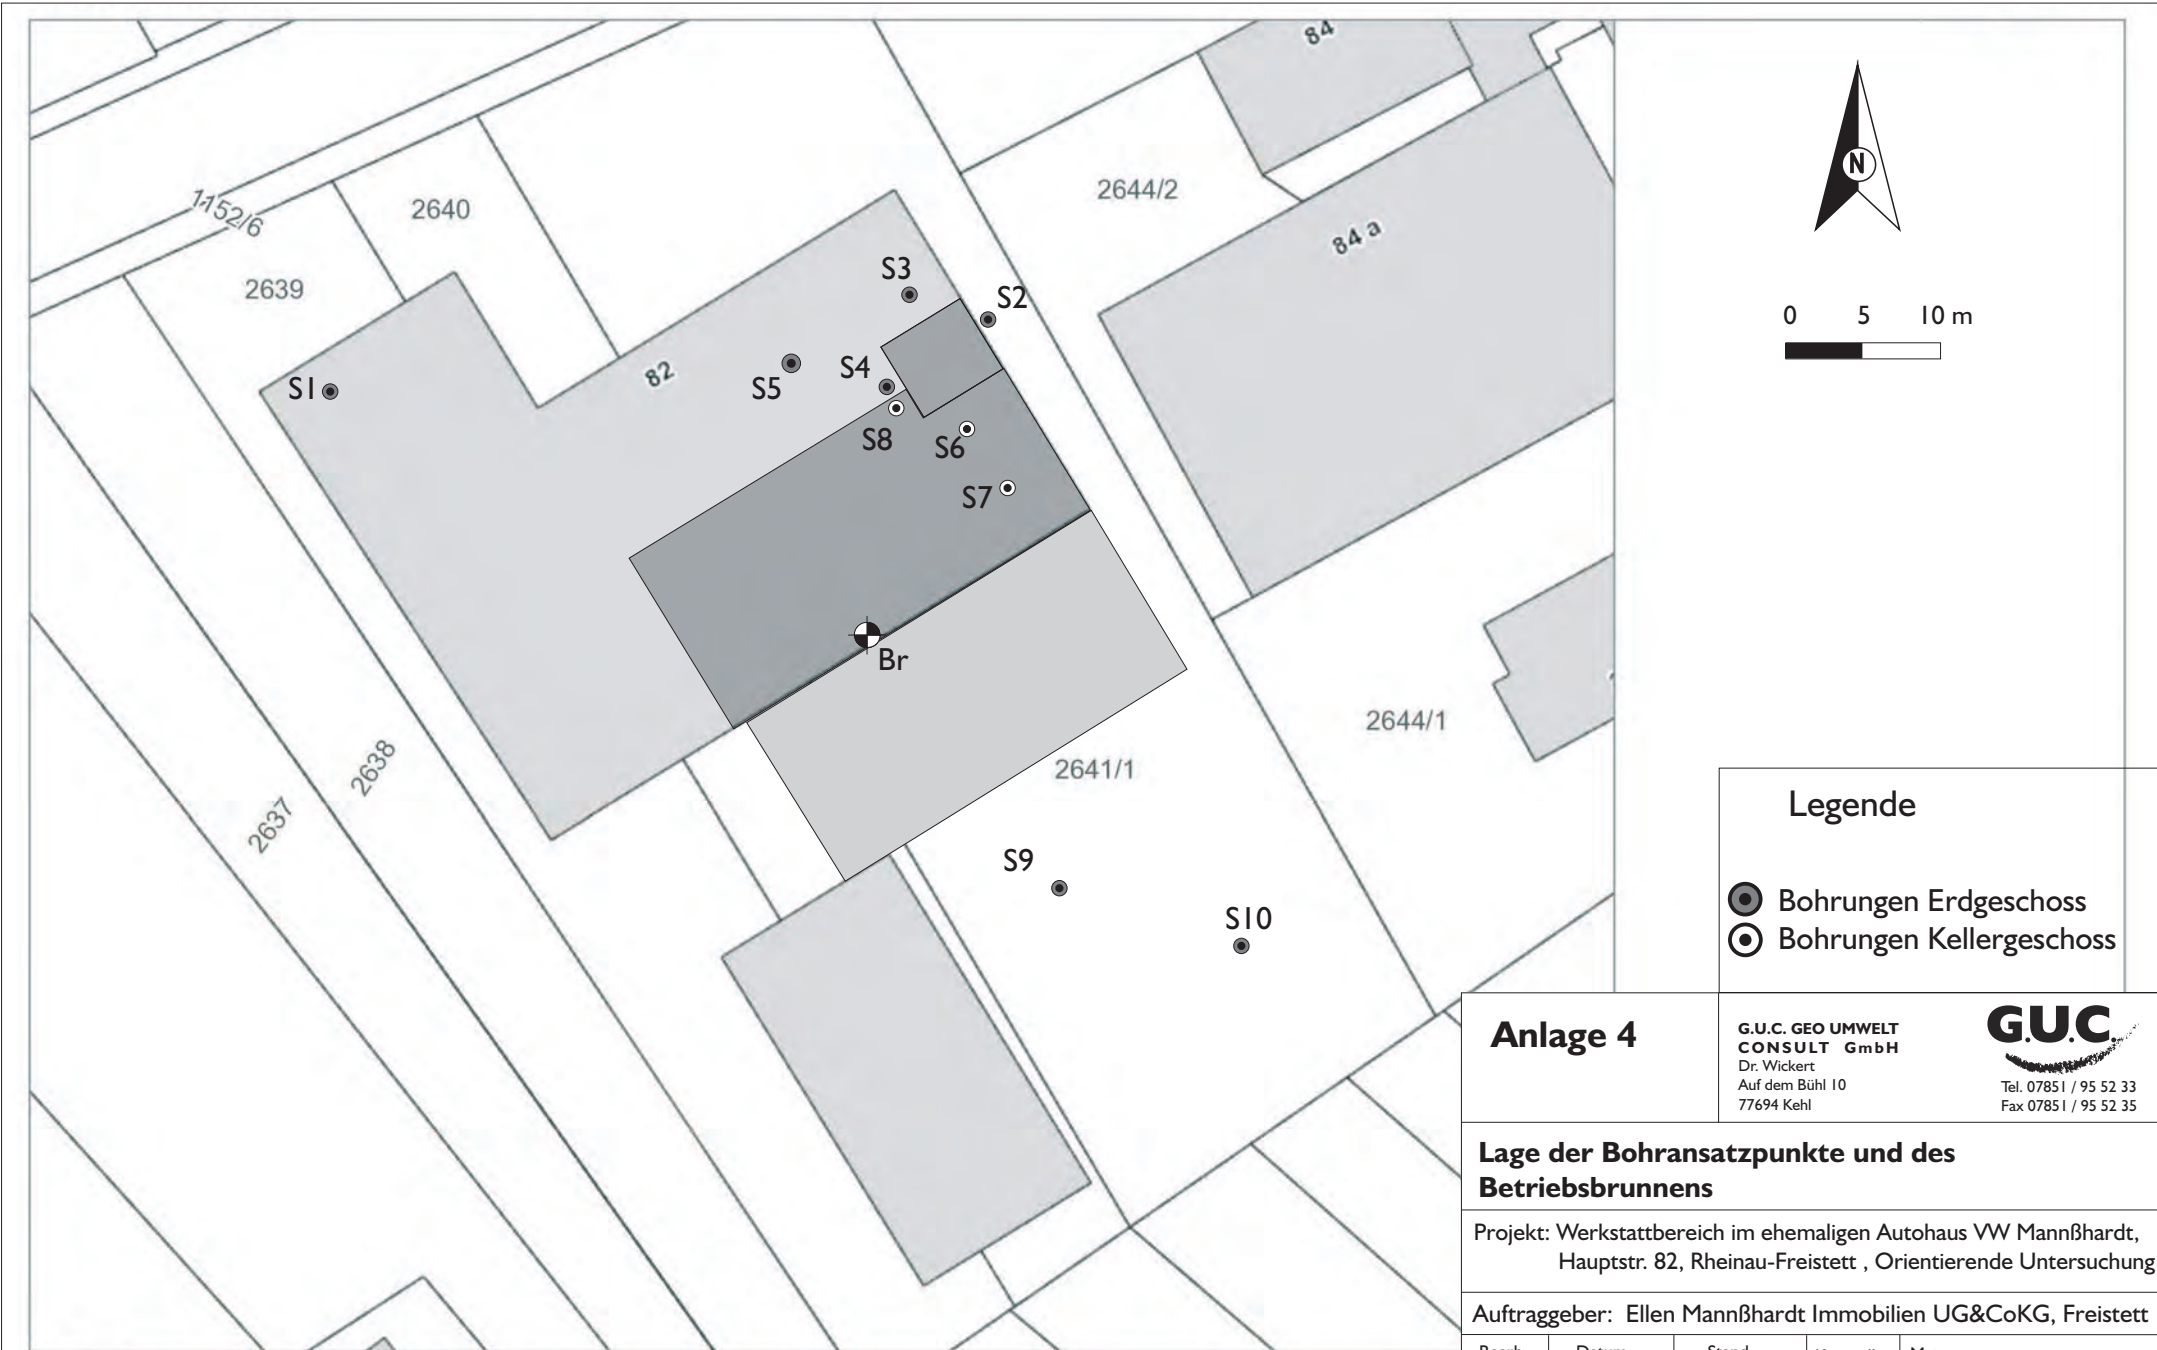 84
2644/2
84 a
1152/6
2640
2639
N
0 5 10 m
S3
S2
82
S5
S4
S1
S8
S6
S7
Br
2644/1
2641/1
2638
2637
S9
S10
Legende
Bohrungen Erdgeschoss
Bohrungen Kellergeschoss
Anlage 4
G.U.C. GEO UMWELT
CONSULT GmbH
Dr. Wickert
Auf dem Bühl 10
77694 Kehl
G.U.C.
Tel. 07851 / 95 52 33
Fax 07851 / 95 52 35
Lage der Bohransatzpunkte und des
Betriebsbrunnens
Projekt: Werkstattbereich im ehemaligen Autohaus VW Mannßhardt,
Hauptstr. 82, Rheinau-Freistett , Orientierende Untersuchung
Auftraggeber: Ellen Mannßhardt Immobilien UG&CoKG, Freistett